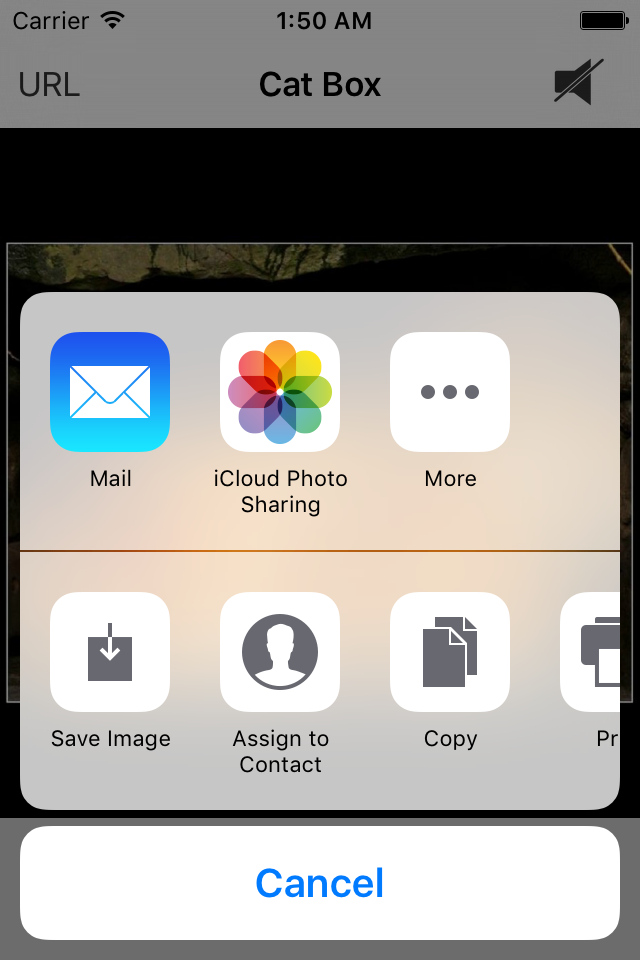 Carrier 1:50 AM
URL Cat Box
Mail iCloud Photo Sharing More
Save Image Assign to Contact Copy Pr
Cancel